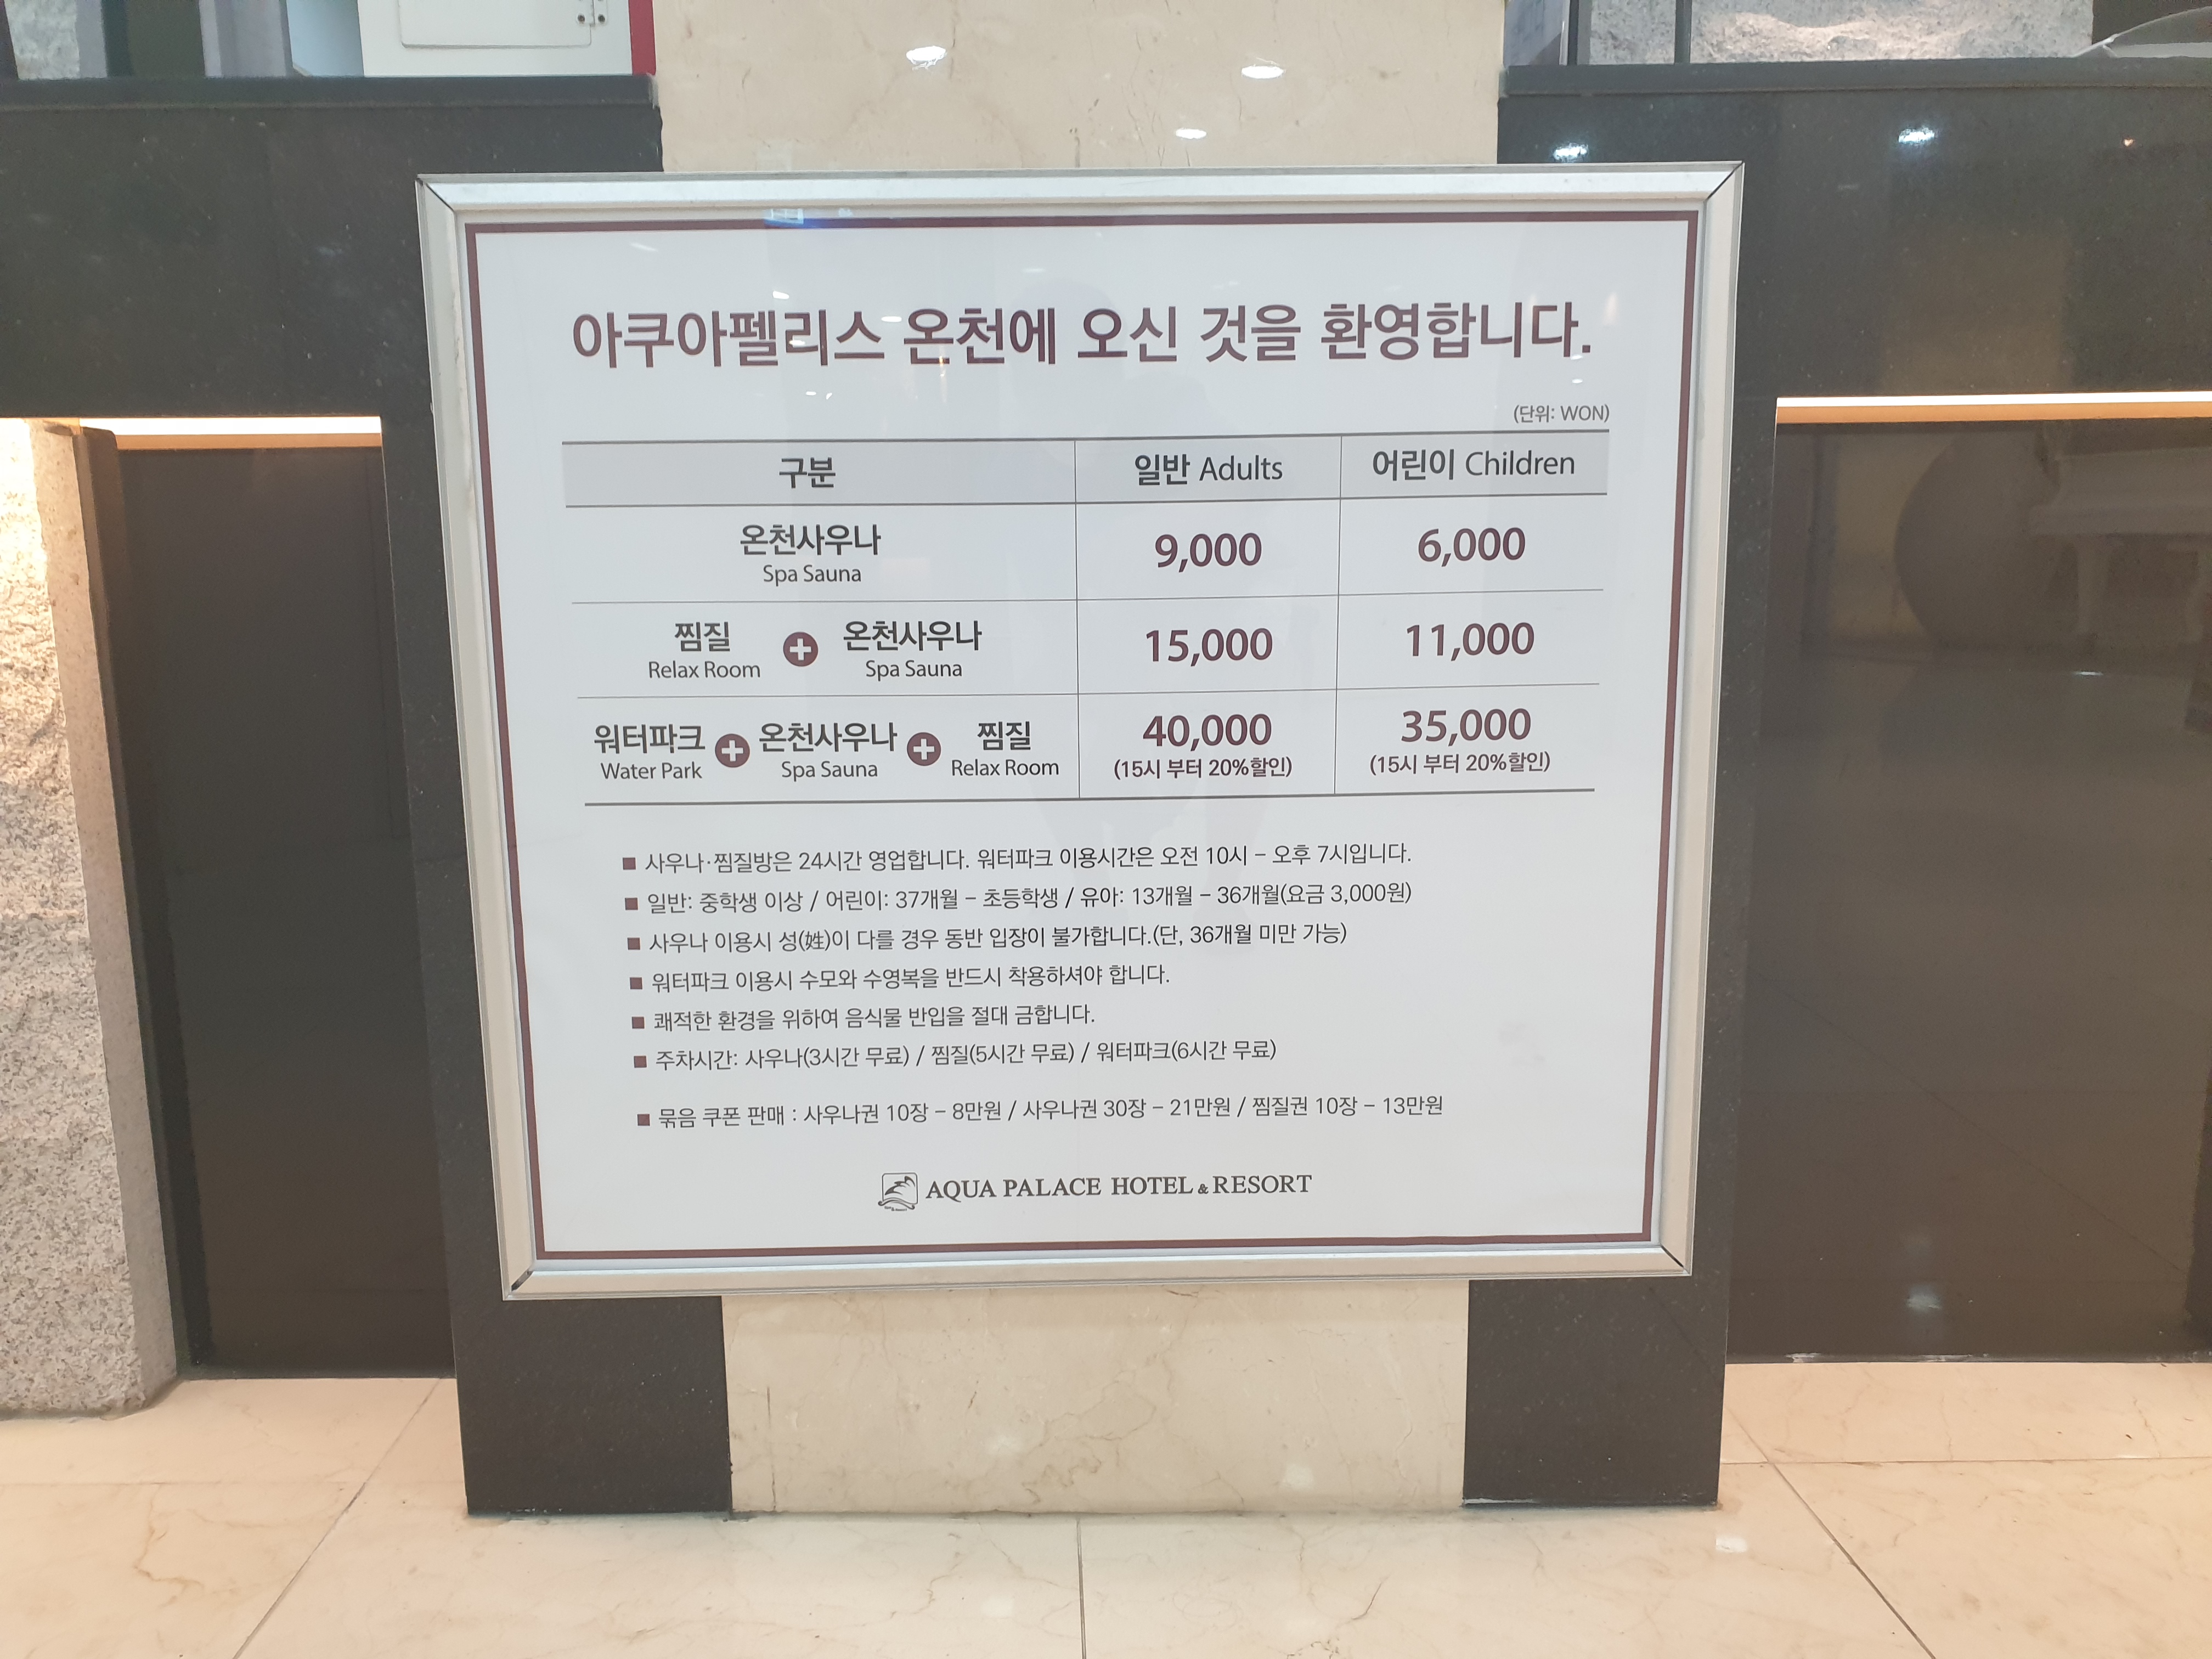 아쿠아펠리스 온천에 오신 것을 환영합니다.
(단위: WON)
구분 일반 Adults 어린이 Children
온천사우나 9,000 6,000
Spa Sauna
찜질 + 온천사우나 15,000 11,000
Relax Room Spa Sauna
워터파크 + 온천사우나 + 찜질 40,000 35,000
Water Park Spa Sauna Relax Room (15시 부터 20%할인) (15시 부터 20%할인)
■ 사우나·찜질방은 24시간 영업합니다. 워터파크 이용시간은 오전 10시 – 오후 7시입니다.
■ 일반: 중학생 이상 / 어린이: 37개월 – 초등학생 / 유아: 13개월 – 36개월(요금 3,000원)
■ 사우나 이용시 성(姓)이 다를 경우 동반 입장이 불가합니다.(단, 36개월 미만 가능)
■ 워터파크 이용시 수모와 수영복을 반드시 착용하셔야 합니다.
■ 쾌적한 환경을 위하여 음식물 반입을 절대 금합니다.
■ 주차시간: 사우나(3시간 무료) / 찜질(5시간 무료) / 워터파크(6시간 무료)
■ 묶음 쿠폰 판매 : 사우나권 10장 – 8만원 / 사우나권 30장 – 21만원 / 찜질권 10장 – 13만원
AQUA PALACE HOTEL & RESORT